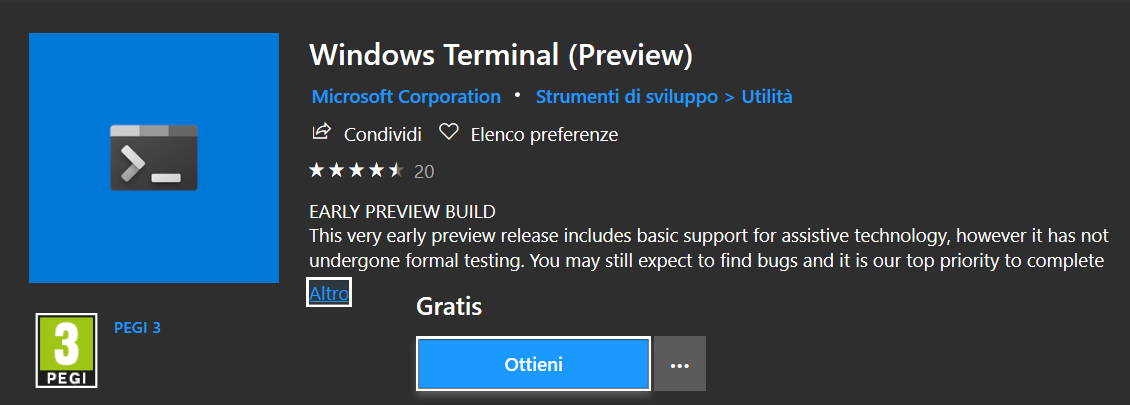 Windows Terminal (Preview)
Microsoft Corporation • Strumenti di sviluppo > Utilità
Condividi Elenco preferenze
20
EARLY PREVIEW BUILD
This very early preview release includes basic support for assistive technology, however it has not
undergone formal testing. You may still expect to find bugs and it is our top priority to complete
Altro
Gratis
3
PEGI
PEGI 3
Ottieni
...